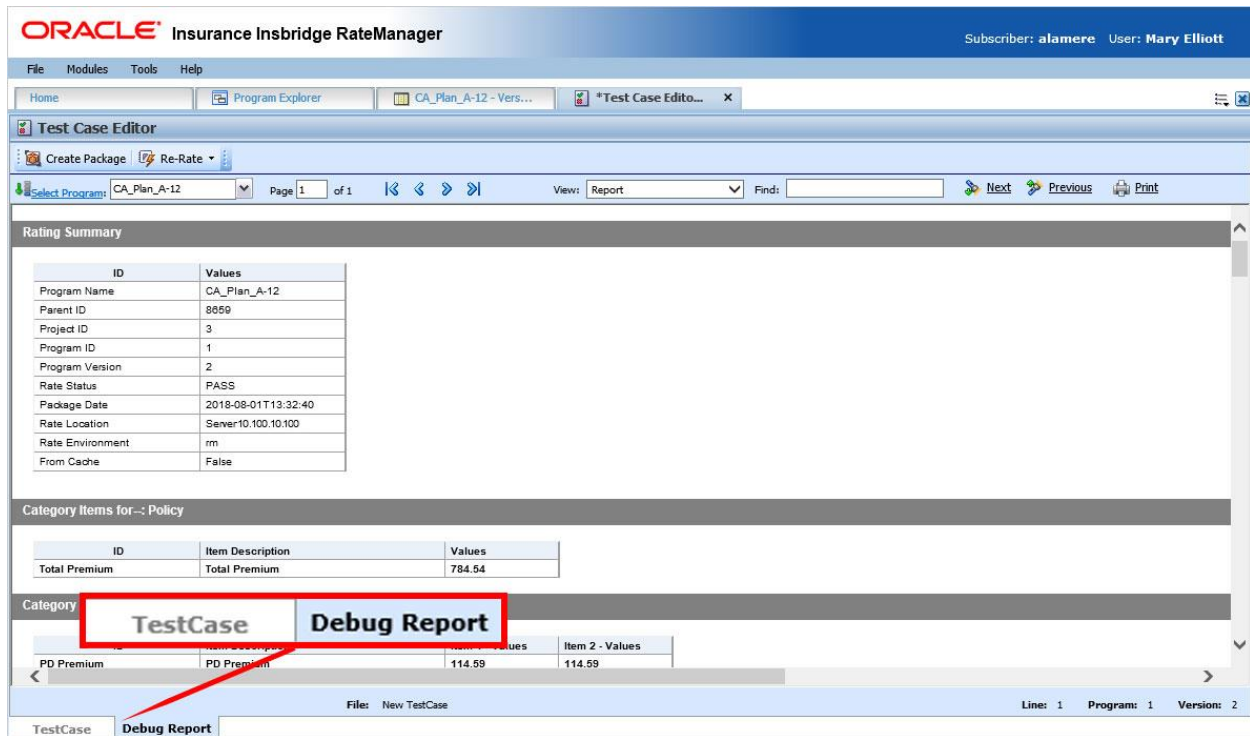 ORACLE Insurance Insbridge RateManager
Subscriber: alamere User: Mary Elliott
File Modules Tools Help
Home Program Explorer CA_Plan_A-12 - Vers... *Test Case Edito... x
Test Case Editor
Create Package Re-Rate
Select Program: CA_Plan_A-12 Page 1 of 1 View: Report Find: Next Previous Print
Rating Summary
ID Values
Program Name CA_Plan_A-12
Parent ID 8659
Project ID 3
Program ID 1
Program Version 2
Rate Status PASS
Package Date 2018-08-01T13:32:40
Rate Location Server10.100.10.100
Rate Environment rm
From Cache False
Category Items for--: Policy
ID Item Description Values
Total Premium Total Premium 784.54
Category
TestCase Debug Report
Item 2 - Values
PD Premium PD Premium 114.59 114.59
File: New TestCase Line: 1 Program: 1 Version: 2
TestCase Debug Report